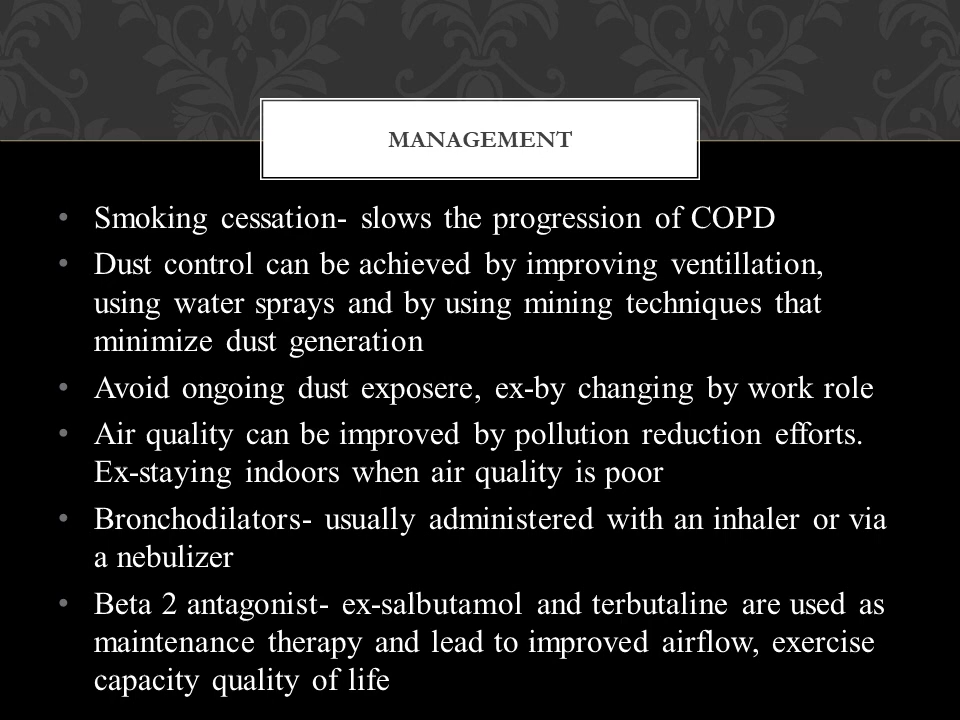 MANAGEMENT
• Smoking cessation- slows the progression of COPD
• Dust control can be achieved by improving ventillation,
using water sprays and by using mining techniques that
minimize dust generation
• Avoid ongoing dust exposere, ex-by changing by work role
• Air quality can be improved by pollution reduction efforts.
Ex-staying indoors when air quality is poor
• Bronchodilators- usually administered with an inhaler or via
a nebulizer
• Beta 2 antagonist- ex-salbutamol and terbutaline are used as
maintenance therapy and lead to improved airflow, exercise
capacity quality of life